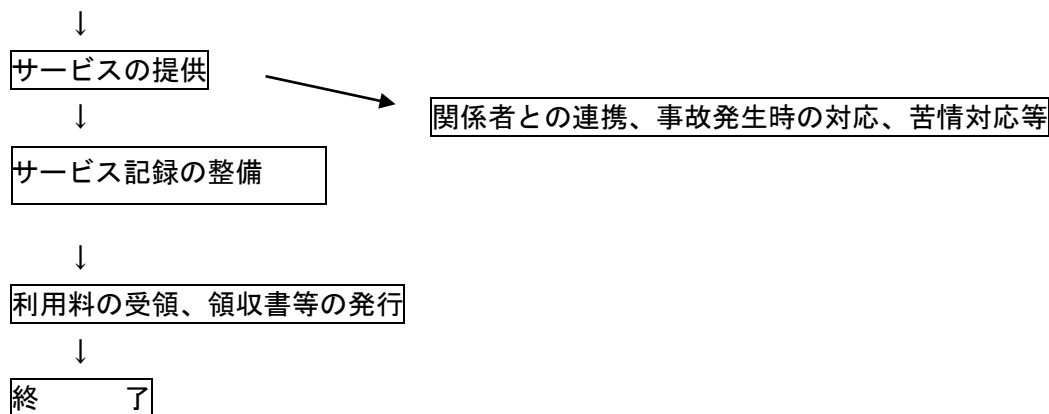 ↓
サービスの提供
↓
関係者との連携、事故発生時の対応、苦情対応等
サービス記録の整備
↓
利用料の受領、領収書等の発行
↓
終　　　了